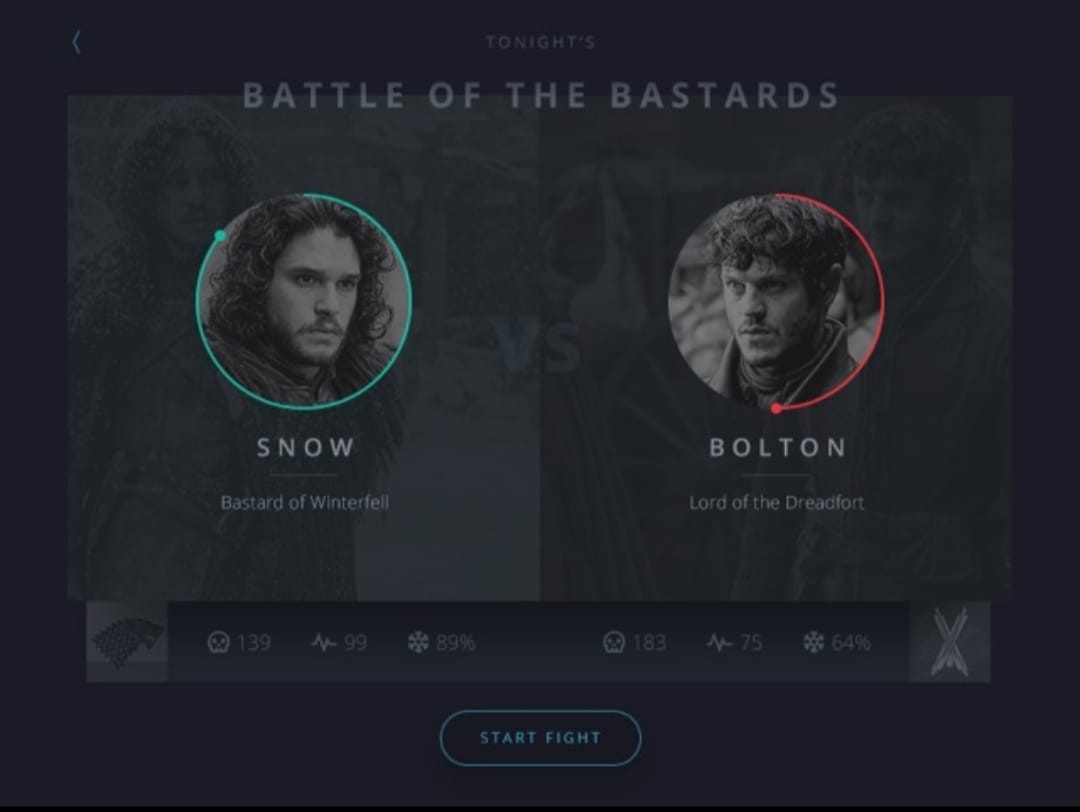 TONIGHT'S
BATTLE OF THE BASTARDS
VS
SNOW
Bastard of Winterfell
BOLTON
Lord of the Dreadfort
139 99 89%
183 75 64%
START FIGHT